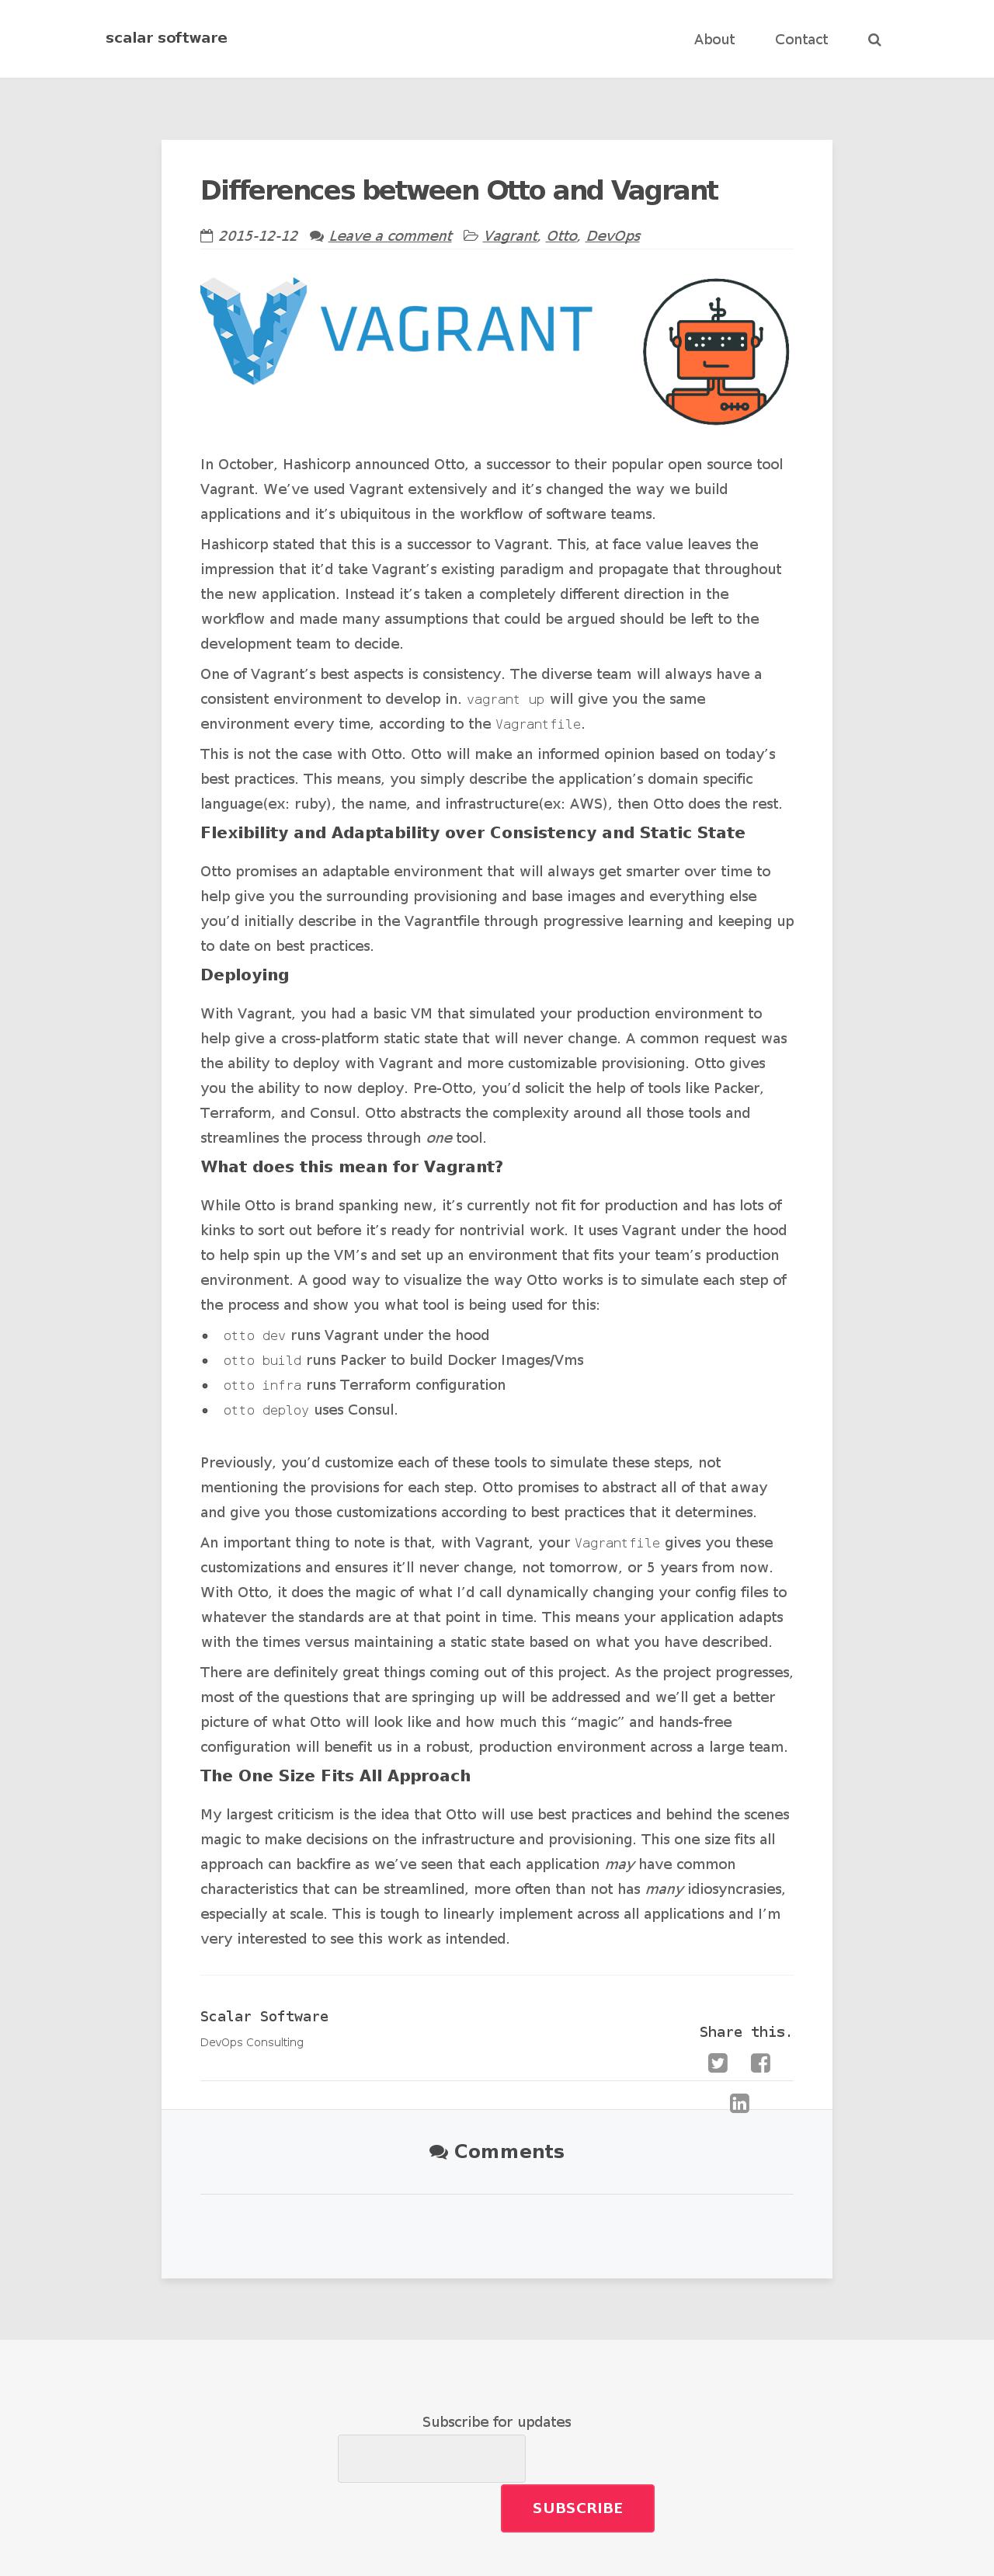 scalar software
About
Contact
Differences between Otto and Vagrant
2015-12-12 Leave a comment Vagrant, Otto, DevOps
VAGRANT
In October, Hashicorp announced Otto, a successor to their popular open source tool
Vagrant. We’ve used Vagrant extensively and it’s changed the way we build
applications and it’s ubiquitous in the workflow of software teams.
Hashicorp stated that this is a successor to Vagrant. This, at face value leaves the
impression that it’d take Vagrant’s existing paradigm and propagate that throughout
the new application. Instead it’s taken a completely different direction in the
workflow and made many assumptions that could be argued should be left to the
development team to decide.
One of Vagrant’s best aspects is consistency. The diverse team will always have a
consistent environment to develop in. vagrant up will give you the same
environment every time, according to the Vagrantfile.
This is not the case with Otto. Otto will make an informed opinion based on today’s
best practices. This means, you simply describe the application’s domain specific
language(ex: ruby), the name, and infrastructure(ex: AWS), then Otto does the rest.
Flexibility and Adaptability over Consistency and Static State
Otto promises an adaptable environment that will always get smarter over time to
help give you the surrounding provisioning and base images and everything else
you’d initially describe in the Vagrantfile through progressive learning and keeping up
to date on best practices.
Deploying
With Vagrant, you had a basic VM that simulated your production environment to
help give a cross-platform static state that will never change. A common request was
the ability to deploy with Vagrant and more customizable provisioning. Otto gives
you the ability to now deploy. Pre-Otto, you’d solicit the help of tools like Packer,
Terraform, and Consul. Otto abstracts the complexity around all those tools and
streamlines the process through one tool.
What does this mean for Vagrant?
While Otto is brand spanking new, it’s currently not fit for production and has lots of
kinks to sort out before it’s ready for nontrivial work. It uses Vagrant under the hood
to help spin up the VM’s and set up an environment that fits your team’s production
environment. A good way to visualize the way Otto works is to simulate each step of
the process and show you what tool is being used for this:
• otto dev runs Vagrant under the hood
• otto build runs Packer to build Docker Images/Vms
• otto infra runs Terraform configuration
• otto deploy uses Consul.
Previously, you’d customize each of these tools to simulate these steps, not
mentioning the provisions for each step. Otto promises to abstract all of that away
and give you those customizations according to best practices that it determines.
An important thing to note is that, with Vagrant, your Vagrantfile gives you these
customizations and ensures it’ll never change, not tomorrow, or 5 years from now.
With Otto, it does the magic of what I’d call dynamically changing your config files to
whatever the standards are at that point in time. This means your application adapts
with the times versus maintaining a static state based on what you have described.
There are definitely great things coming out of this project. As the project progresses,
most of the questions that are springing up will be addressed and we’ll get a better
picture of what Otto will look like and how much this “magic” and hands-free
configuration will benefit us in a robust, production environment across a large team.
The One Size Fits All Approach
My largest criticism is the idea that Otto will use best practices and behind the scenes
magic to make decisions on the infrastructure and provisioning. This one size fits all
approach can backfire as we’ve seen that each application may have common
characteristics that can be streamlined, more often than not has many idiosyncrasies,
especially at scale. This is tough to linearly implement across all applications and I’m
very interested to see this work as intended.
Scalar Software
DevOps Consulting
Share this.
Comments
Subscribe for updates
SUBSCRIBE